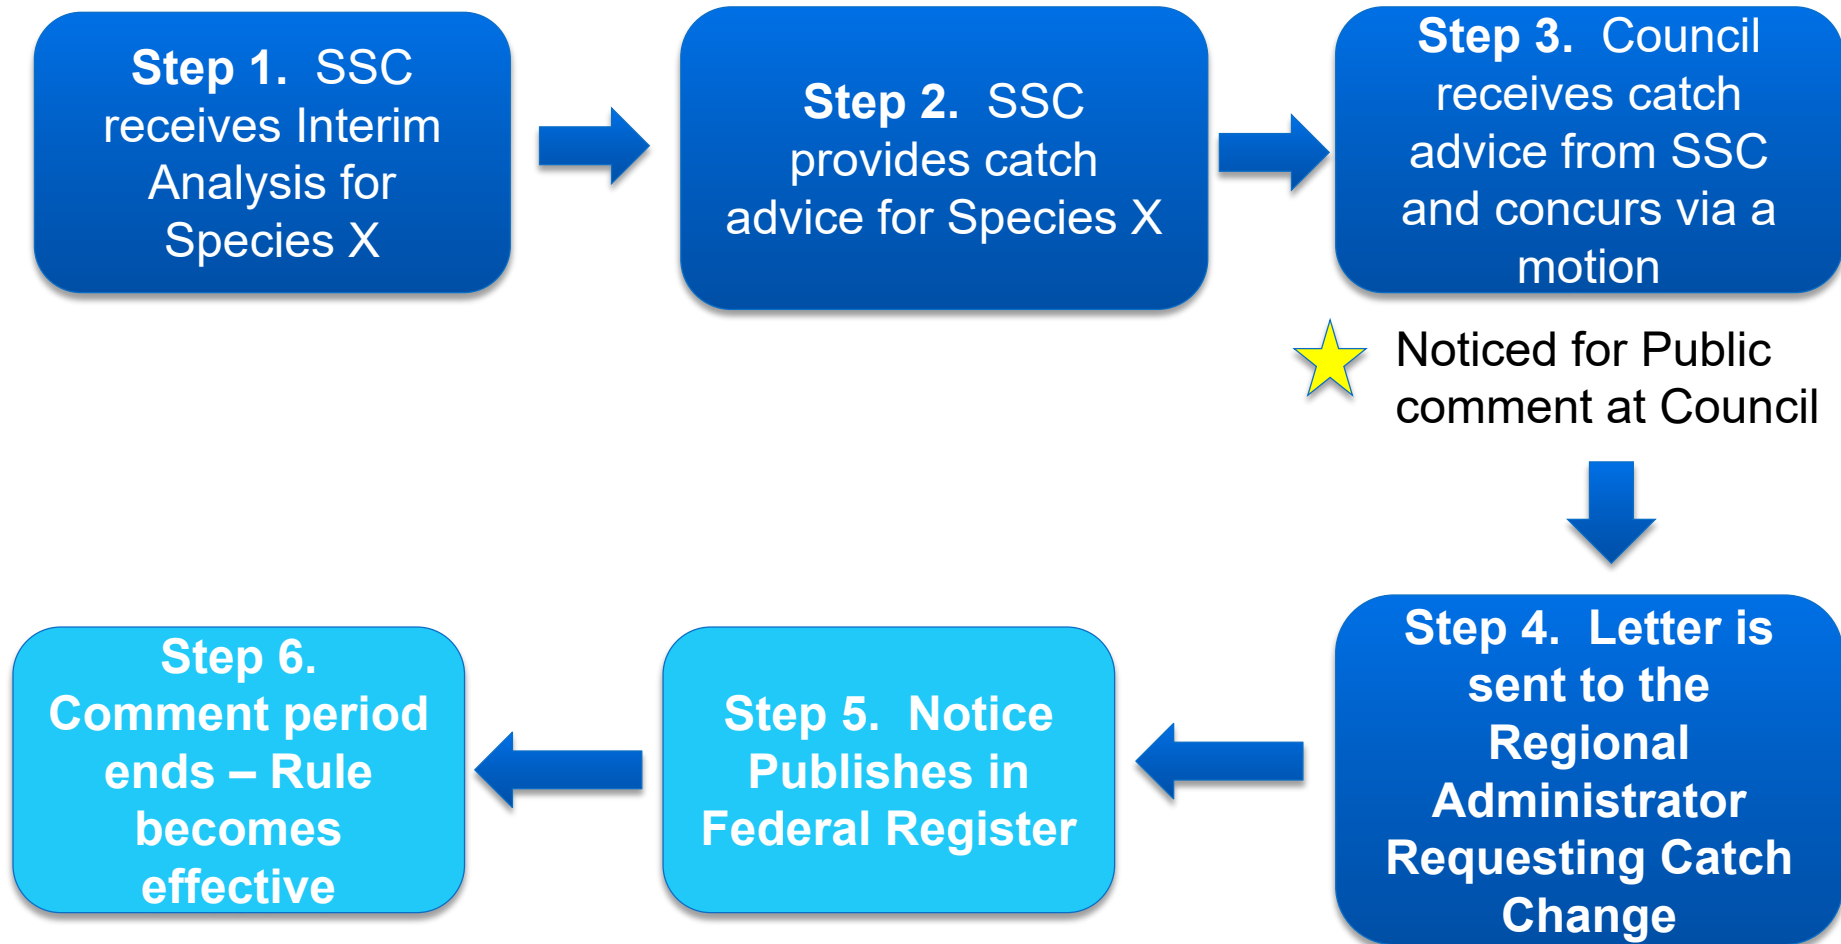 Step 1.  SSC
receives Interim
Analysis for
Species X
Step 2.  SSC
provides catch
advice for Species X
Step 3.  Council
receives catch
advice from SSC
and concurs via a
motion
Noticed for Public
comment at Council
Step 4.  Letter is
sent to the
Regional
Administrator
Requesting Catch
Change
Step 5.  Notice
Publishes in
Federal Register
Step 6.
Comment period
ends – Rule
becomes
effective